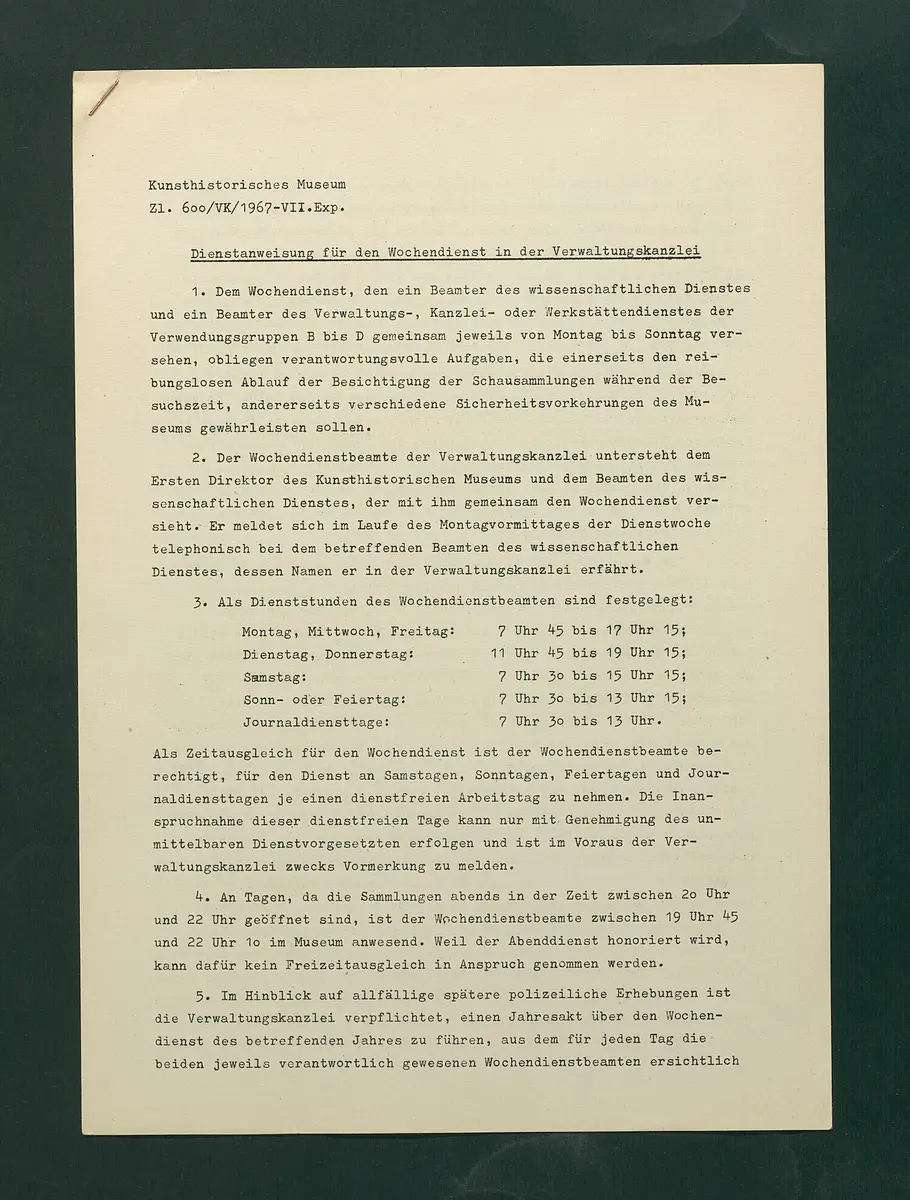 Kunsthistorisches Museum
Zl. 6oo/VK/1967-VII.Exp.
Dienstanweisung für den Wochendienst in der Verwaltungskanzlei
1. Dem Wochendienst, den ein Beamter des wissenschaftlichen Dienstes
und ein Beamter des Verwaltungs-, Kanzlei- oder Werkstättendienstes der
Verwendungsgruppen B bis D gemeinsam jeweils von Montag bis Sonntag ver-
sehen, obliegen verantwortungsvolle Aufgaben, die einerseits den rei-
bungslosen Ablauf der Besichtigung der Schausammlungen während der Be-
suchszeit, andererseits verschiedene Sicherheitsvorkehrungen des Mu-
seums gewährleisten sollen.
2. Der Wochendienstbeamte der Verwaltungskanzlei untersteht dem
Ersten Direktor des Kunsthistorischen Museums und dem Beamten des wis-
senschaftlichen Dienstes, der mit ihm gemeinsam den Wochendienst ver-
sieht. Er meldet sich im Laufe des Montagvormittages der Dienstwoche
telephonisch bei dem betreffenden Beamten des wissenschaftlichen
Dienstes, dessen Namen er in der Verwaltungskanzlei erfährt.
3. Als Dienststunden des Wochendienstbeamten sind festgelegt:
Montag, Mittwoch, Freitag: 7 Uhr 45 bis 17 Uhr 15;
Dienstag, Donnerstag: 11 Uhr 45 bis 19 Uhr 15;
Samstag: 7 Uhr 3o bis 15 Uhr 15;
Sonn- oder Feiertag: 7 Uhr 3o bis 13 Uhr 15;
Journaldiensttage: 7 Uhr 3o bis 13 Uhr.
Als Zeitausgleich für den Wochendienst ist der Wochendienstbeamte be-
rechtigt, für den Dienst an Samstagen, Sonntagen, Feiertagen und Jour-
naldiensttagen je einen dienstfreien Arbeitstag zu nehmen. Die Inan-
spruchnahme dieser dienstfreien Tage kann nur mit Genehmigung des un-
mittelbaren Dienstvorgesetzten erfolgen und ist im Voraus der Ver-
waltungskanzlei zwecks Vormerkung zu melden.
4. An Tagen, da die Sammlungen abends in der Zeit zwischen 2o Uhr
und 22 Uhr geöffnet sind, ist der Wochendienstbeamte zwischen 19 Uhr 45
und 22 Uhr 1o im Museum anwesend. Weil der Abenddienst honoriert wird,
kann dafür kein Freizeitausgleich in Anspruch genommen werden.
5. Im Hinblick auf allfällige spätere polizeiliche Erhebungen ist
die Verwaltungskanzlei verpflichtet, einen Jahresakt über den Wochen-
dienst des betreffenden Jahres zu führen, aus dem für jeden Tag die
beiden jeweils verantwortlich gewesenen Wochendienstbeamten ersichtlich